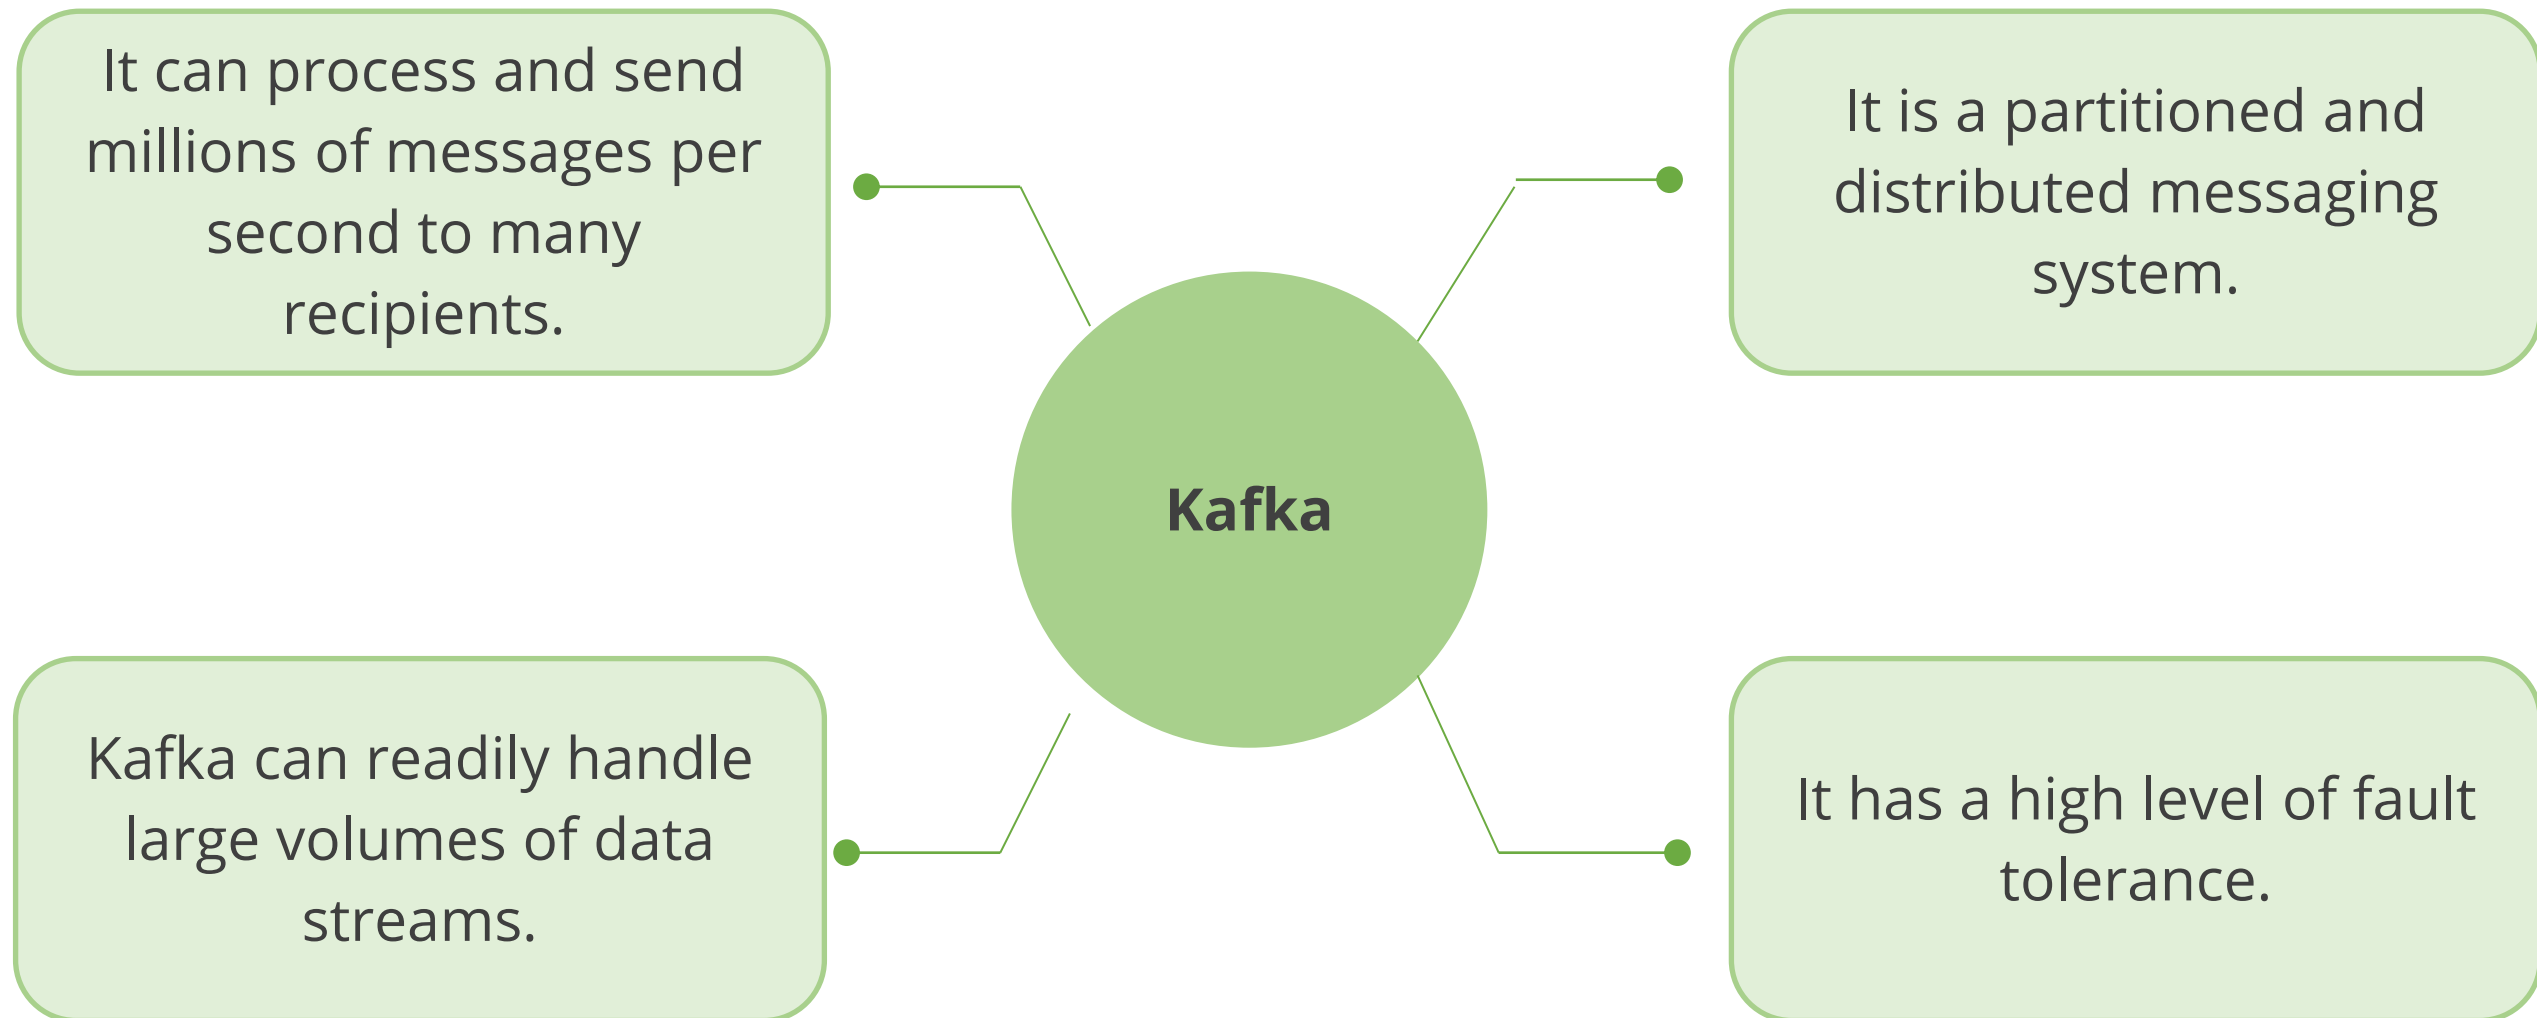 It can process and send
millions of messages per
second to many
recipients.
It is a partitioned and
distributed messaging
system.
Kafka
Kafka can readily handle
large volumes of data
streams.
It has a high level of fault
tolerance.